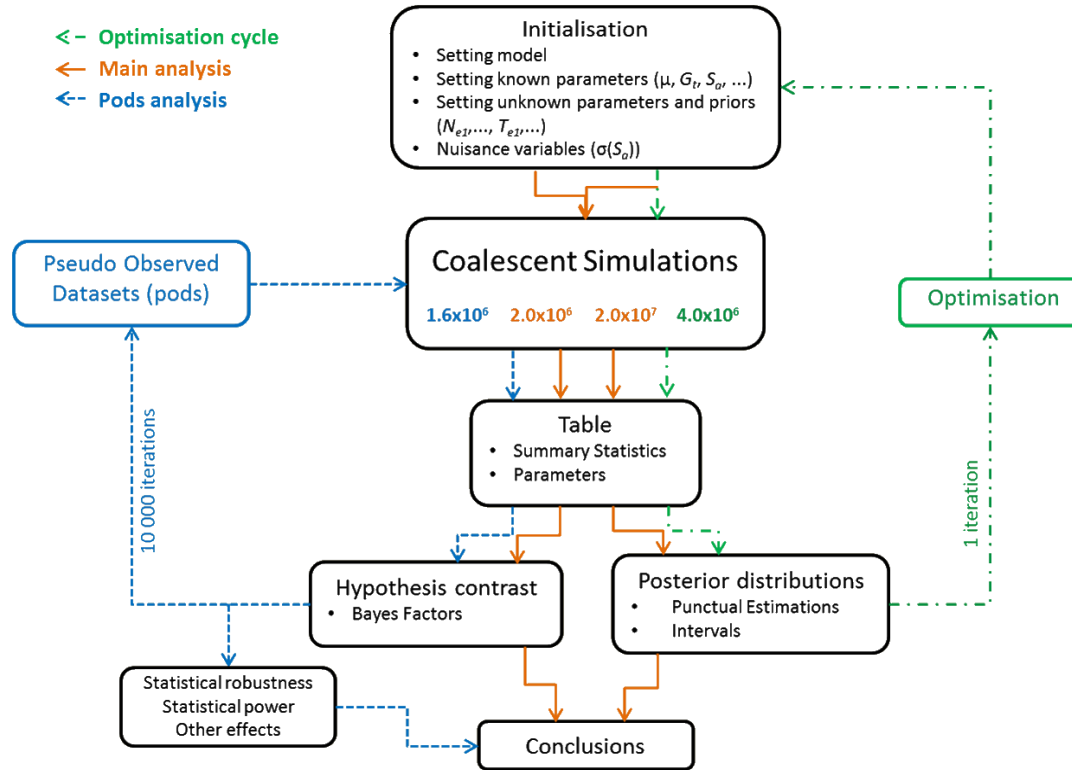 Optimisation cycle
Main analysis
Pods analysis
Initialisation
• Setting model
• Setting known parameters (μ, Gt, Sa, ...)
• Setting unknown parameters and priors
(Ne1,..., Te1,...)
• Nuisance variables (σ(Sa))
Pseudo Observed
Datasets (pods)
Coalescent Simulations
1.6x10⁶ 2.0x10⁶ 2.0x10⁷ 4.0x10⁶
Optimisation
Table
• Summary Statistics
• Parameters
10 000 iterations
1 iteration
Hypothesis contrast
• Bayes Factors
Posterior distributions
• Punctual Estimations
• Intervals
Statistical robustness
Statistical power
Other effects
Conclusions